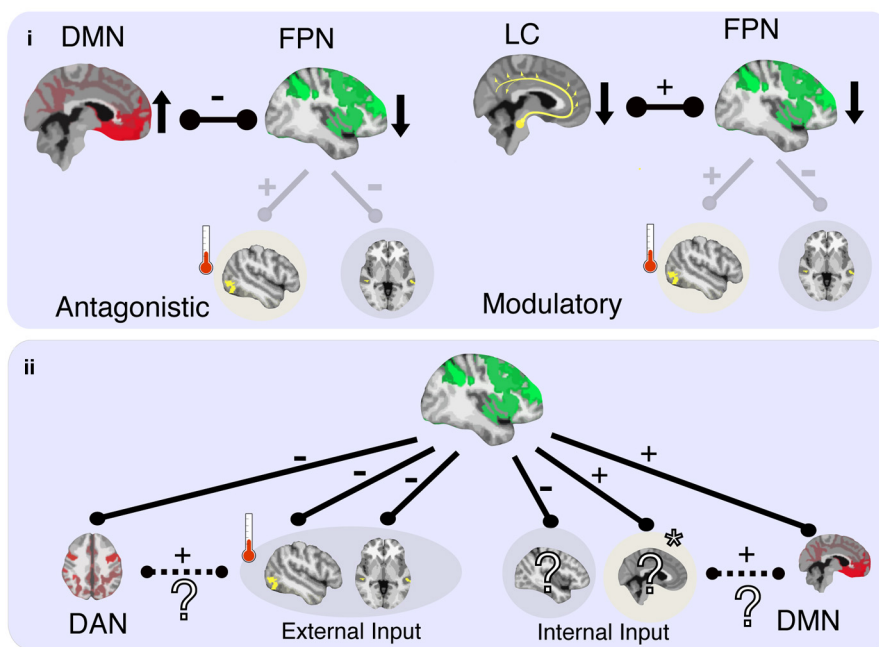 i
DMN
FPN
LC
FPN
-
+
+
-
+
-
Antagonistic
Modulatory
ii
-
-
-
-
+
+
+
?
?
*
+
?
+
?
DAN
External Input
Internal Input
DMN